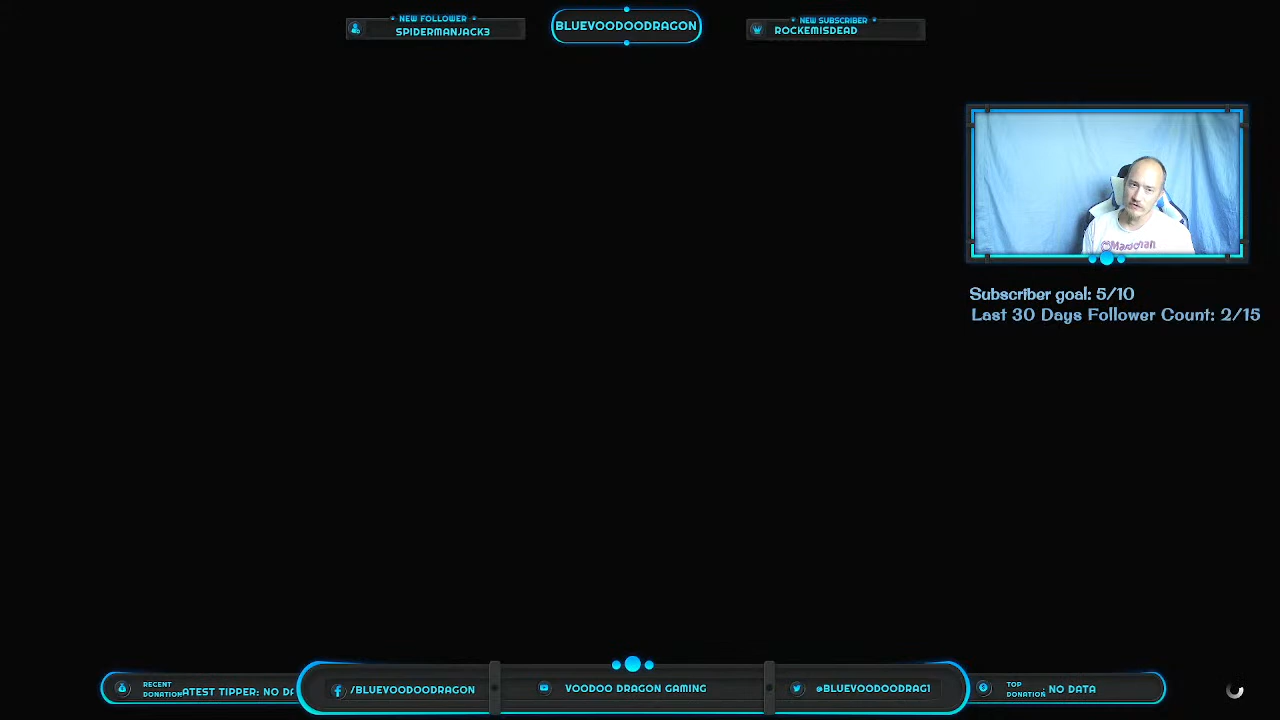 NEW FOLLOWER
SPIDERMANJACK3
BLUEVOODOODRAGON
NEW SUBSCRIBER
ROCKEMISDEAD
Subscriber goal: 5/10
Last 30 Days Follower Count: 2/15
RECENT DONATION: ATEST TIPPER: NO DA
/BLUEVOODOODRAGON
VOODOO DRAGON GAMING
@BLUEVOODOODRAG1
TOP DONATION: NO DATA